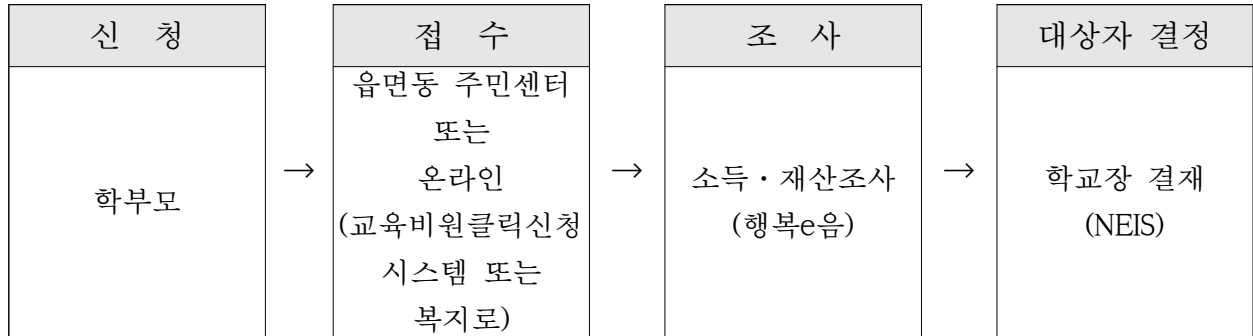 신 청
학부모
→
접 수
읍면동 주민센터
또는
온라인
(교육비원클릭신청
시스템 또는
복지로)
→
조 사
소득・재산조사
(행복e음)
→
대상자 결정
학교장 결재
(NEIS)